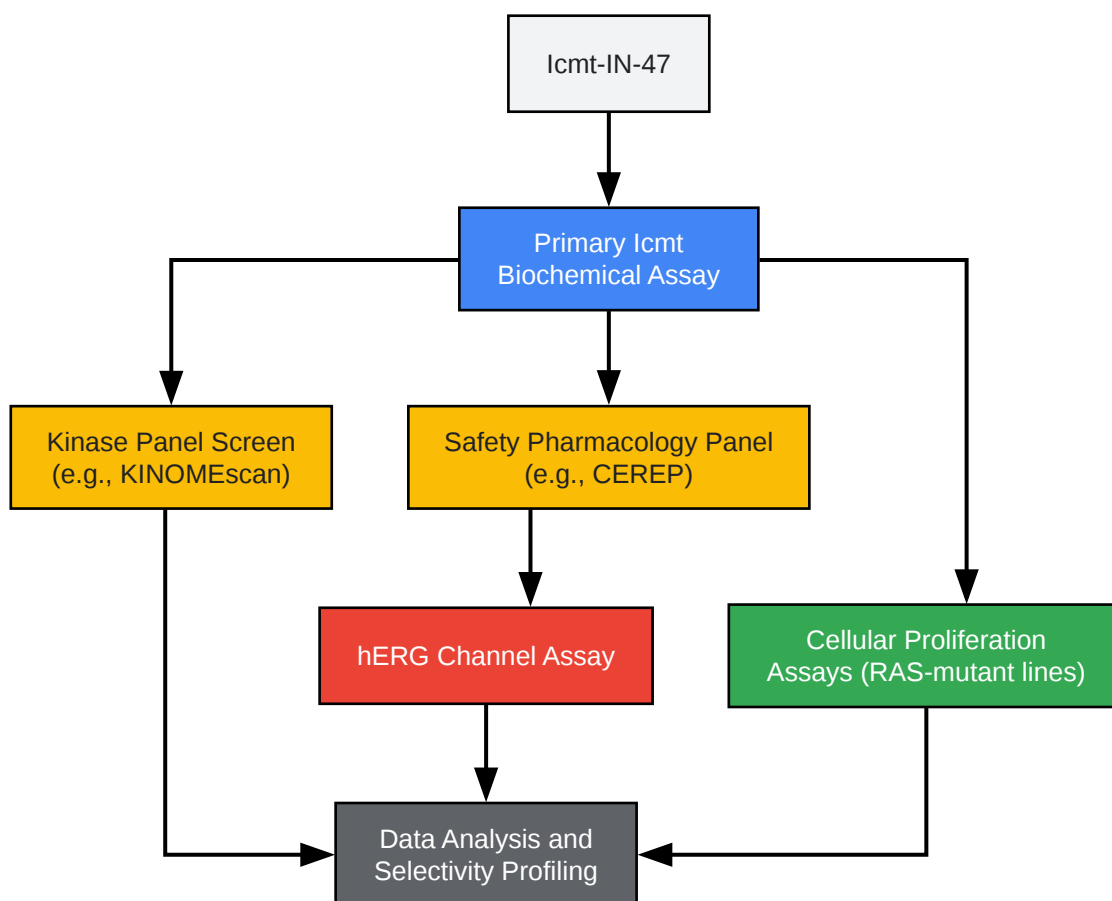 Icmt-IN-47
Primary Icmt
Biochemical Assay
Kinase Panel Screen
(e.g., KINOMEscan)
Safety Pharmacology Panel
(e.g., CEREP)
hERG Channel Assay
Cellular Proliferation
Assays (RAS-mutant lines)
Data Analysis and
Selectivity Profiling